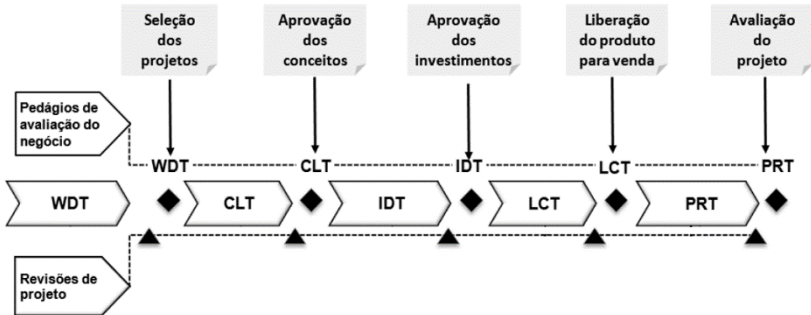 Seleção
dos
projetos
Aprovação
dos
conceitos
Aprovação
dos
investimentos
Liberação
do produto
para venda
Avaliação
do
projeto
Pedágios de
avaliação do
negócio
WDT
CLT
IDT
LCT
PRT
WDT
CLT
IDT
LCT
PRT
Revisões de
projeto